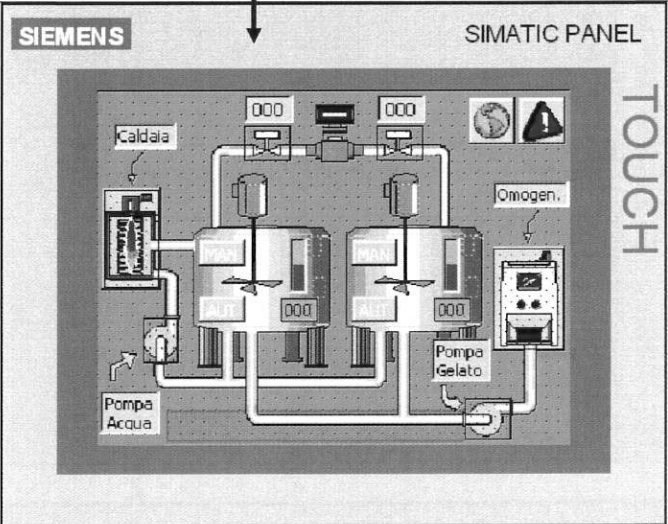 SIEMENS
SIMATIC PANEL
TOUCH
000
000
Caldaia
Omogen.
MAN
MAN
AUT
000
AUT
000
Pompa
Gelato
Pompa
Acqua